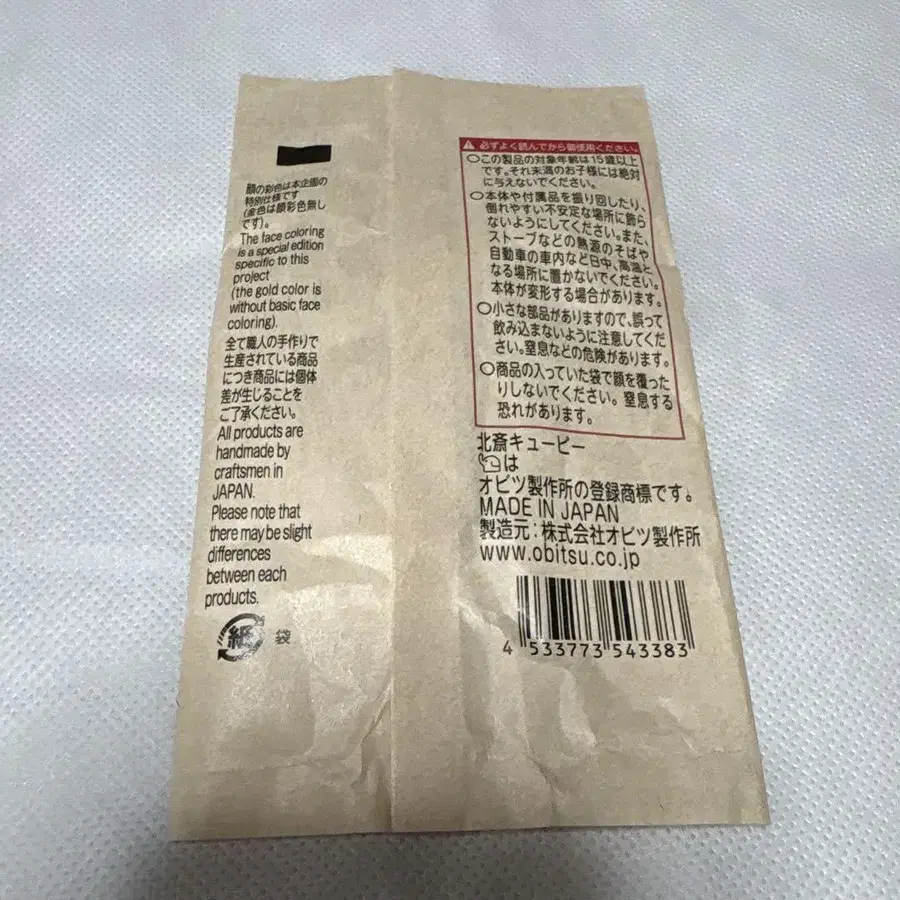 顔の彩色は本企画の
特別仕様です
(金色は顔彩色無し
です)。
The face coloring
is a special edition
specific to this
project
(the gold color is
without basic face
coloring).
全て職人の手作りで
生産されている商品
につき商品には個体
差が生じることを
ご了承ください。
All products are
handmade by
craftsmen in
JAPAN.
Please note that
there may be slight
differences
between each
products.
紙 袋
必ずよく読んでから御使用ください。
○この製品の対象年齢は15歳以上
です。それ未満のお子様には絶対
に与えないでください。
○本体や付属品を振り回したり、
倒れやすい不安定な場所に飾ら
ないようにしてください。また、
ストーブなどの熱源のそばや
自動車の車内など日中、高温と
なる場所に置かないでください。
本体が変形する場合があります。
○小さな部品がありますので、誤って
飲み込まないように注意してくだ
さい。窒息などの危険があります。
○商品の入っていた袋で顔を覆った
りしないでください。窒息する
恐れがあります。
北斎キューピー
は
オビツ製作所の登録商標です。
MADE IN JAPAN
製造元：株式会社オビツ製作所
www.obitsu.co.jp
4 533773 543383